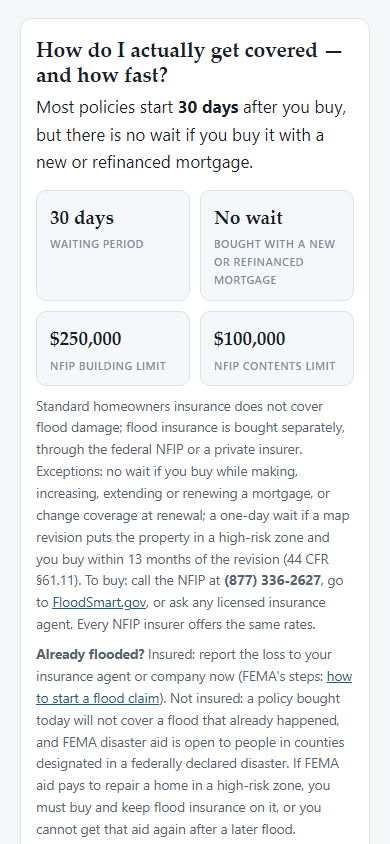 How do I actually get covered —
and how fast?
Most policies start 30 days after you buy,
but there is no wait if you buy it with a
new or refinanced mortgage.
30 days
WAITING PERIOD
No wait
BOUGHT WITH A NEW
OR REFINANCED
MORTGAGE
$250,000
NFIP BUILDING LIMIT
$100,000
NFIP CONTENTS LIMIT
Standard homeowners insurance does not cover
flood damage; flood insurance is bought separately,
through the federal NFIP or a private insurer.
Exceptions: no wait if you buy while making,
increasing, extending or renewing a mortgage, or
change coverage at renewal; a one-day wait if a map
revision puts the property in a high-risk zone and
you buy within 13 months of the revision (44 CFR
§61.11). To buy: call the NFIP at (877) 336-2627, go
to FloodSmart.gov, or ask any licensed insurance
agent. Every NFIP insurer offers the same rates.
Already flooded? Insured: report the loss to your
insurance agent or company now (FEMA's steps: how
to start a flood claim). Not insured: a policy bought
today will not cover a flood that already happened,
and FEMA disaster aid is open to people in counties
designated in a federally declared disaster. If FEMA
aid pays to repair a home in a high-risk zone, you
must buy and keep flood insurance on it, or you
cannot get that aid again after a later flood.